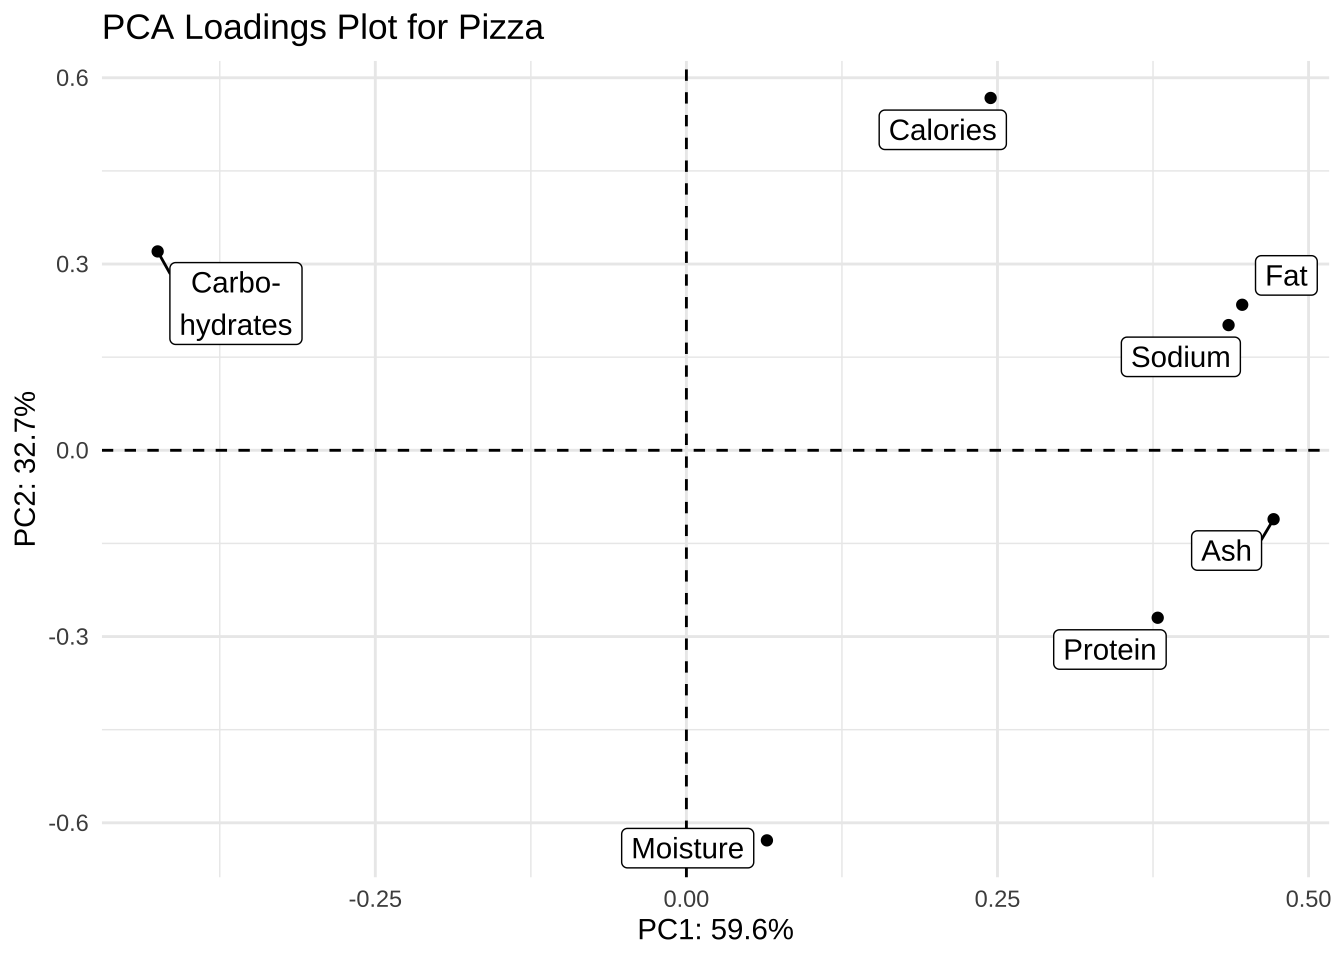 PCA Loadings Plot for Pizza
0.6
Calories
0.3
Carbo-
hydrates
Fat
Sodium
PC2: 32.7%
0.0
Ash
-0.3
Protein
-0.6
Moisture
-0.25
0.00
0.25
0.50
PC1: 59.6%